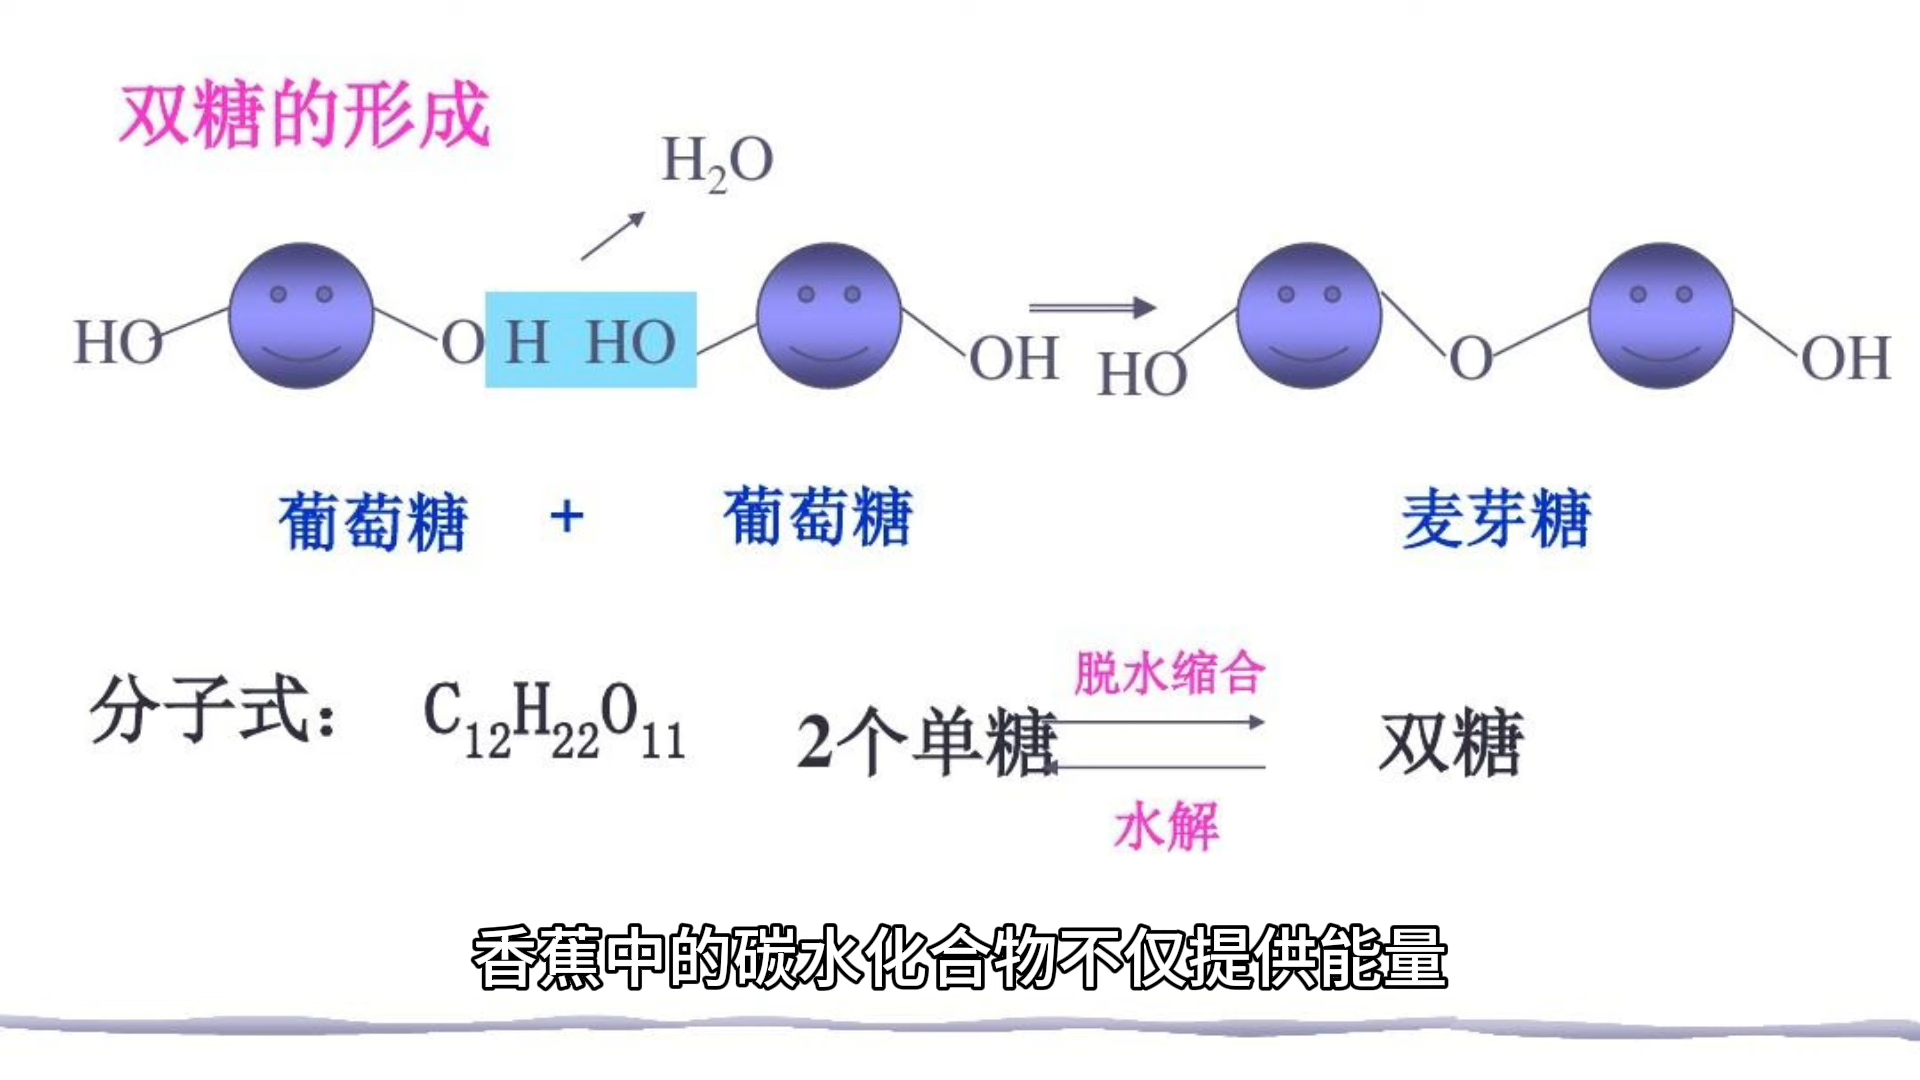 双糖的形成
H₂O
HO O H HO OH HO O OH
葡萄糖 + 葡萄糖 麦芽糖
脱水缩合
分子式： C₁₂H₂₂O₁₁ 2个单糖 双糖
水解
香蕉中的碳水化合物不仅提供能量